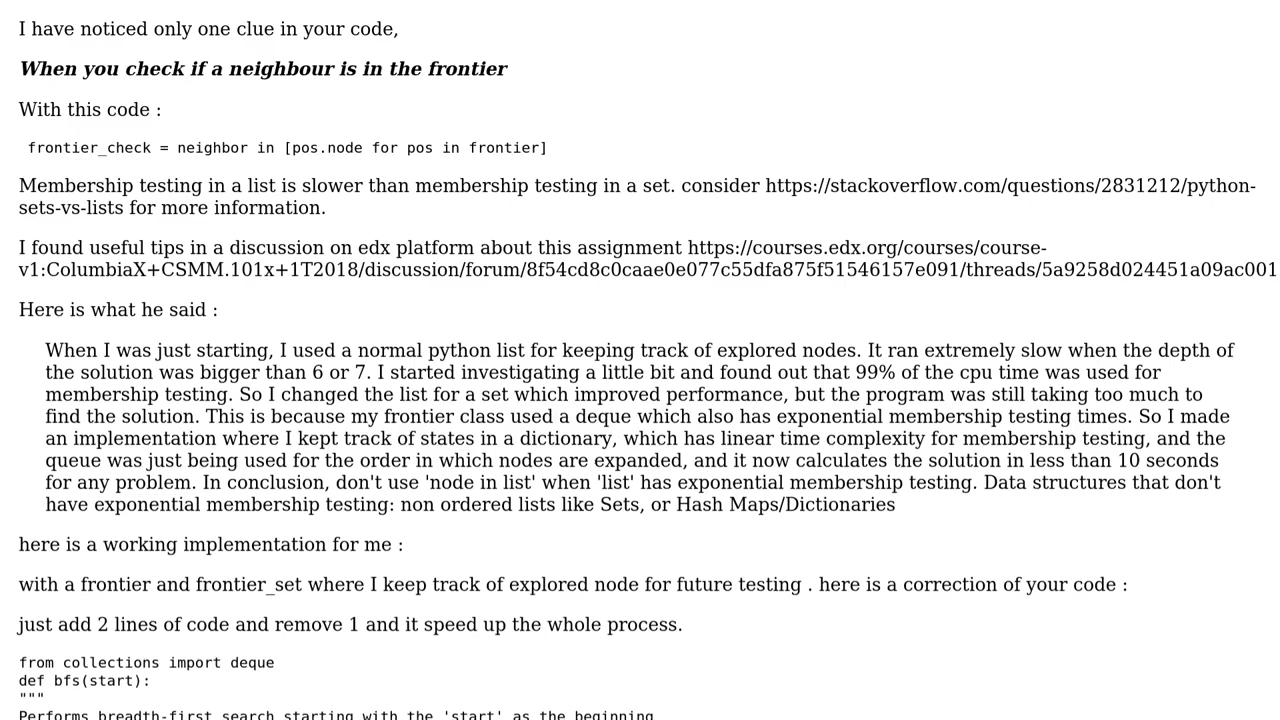 I have noticed only one clue in your code,
When you check if a neighbour is in the frontier
With this code :
frontier_check = neighbor in [pos.node for pos in frontier]
Membership testing in a list is slower than membership testing in a set. consider https://stackoverflow.com/questions/2831212/python-
sets-vs-lists for more information.
I found useful tips in a discussion on edx platform about this assignment https://courses.edx.org/courses/course-
v1:ColumbiaX+CSMM.101x+1T2018/discussion/forum/8f54cd8c0caae0e077c55dfa875f51546157e091/threads/5a9258d024451a09ac001
Here is what he said :
When I was just starting, I used a normal python list for keeping track of explored nodes. It ran extremely slow when the depth of
the solution was bigger than 6 or 7. I started investigating a little bit and found out that 99% of the cpu time was used for
membership testing. So I changed the list for a set which improved performance, but the program was still taking too much to
find the solution. This is because my frontier class used a deque which also has exponential membership testing times. So I made
an implementation where I kept track of states in a dictionary, which has linear time complexity for membership testing, and the
queue was just being used for the order in which nodes are expanded, and it now calculates the solution in less than 10 seconds
for any problem. In conclusion, don't use 'node in list' when 'list' has exponential membership testing. Data structures that don't
have exponential membership testing: non ordered lists like Sets, or Hash Maps/Dictionaries
here is a working implementation for me :
with a frontier and frontier_set where I keep track of explored node for future testing . here is a correction of your code :
just add 2 lines of code and remove 1 and it speed up the whole process.
from collections import deque
def bfs(start):
"""
Performs breadth-first search starting with the 'start' as the beginning